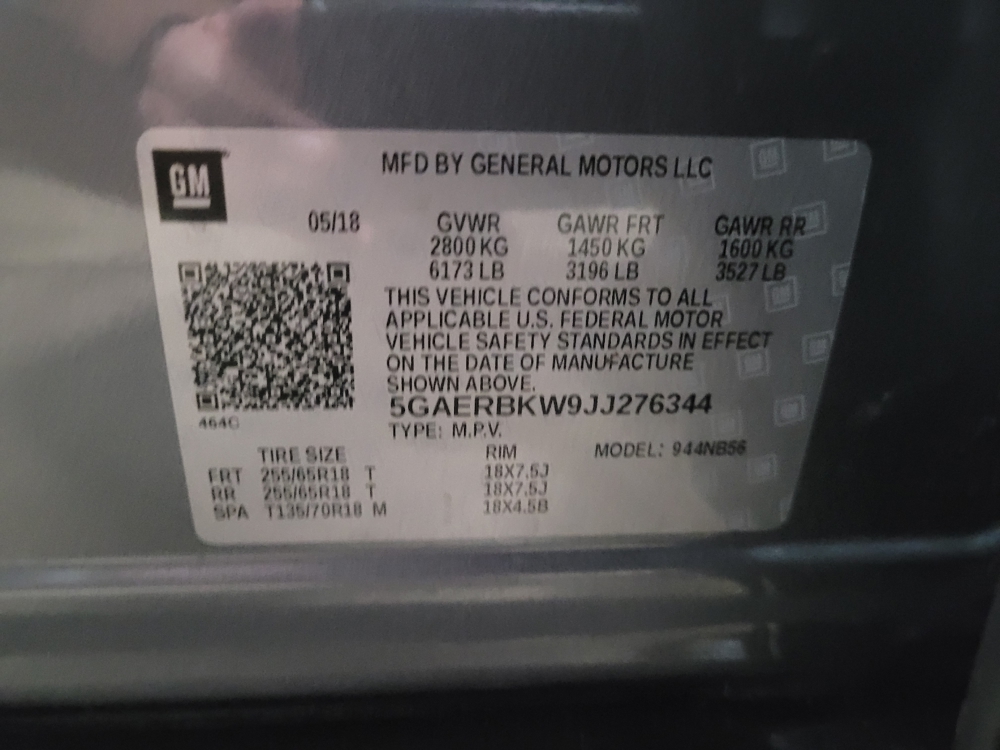 GM
MFD BY GENERAL MOTORS LLC
05/18 GVWR GAWR FRT GAWR RR
2800 KG 1450 KG 1600 KG
6173 LB 3196 LB 3527 LB
THIS VEHICLE CONFORMS TO ALL
APPLICABLE U.S. FEDERAL MOTOR
VEHICLE SAFETY STANDARDS IN EFFECT
ON THE DATE OF MANUFACTURE
SHOWN ABOVE.
5GAERBKW9JJ276344
464C
TYPE: M.P.V.
TIRE SIZE RIM MODEL: 944NB56
FRT 255/65R18 T 18X7.5J
RR 255/65R18 T 18X7.5J
SPA T135/70R18 M 18X4.5B